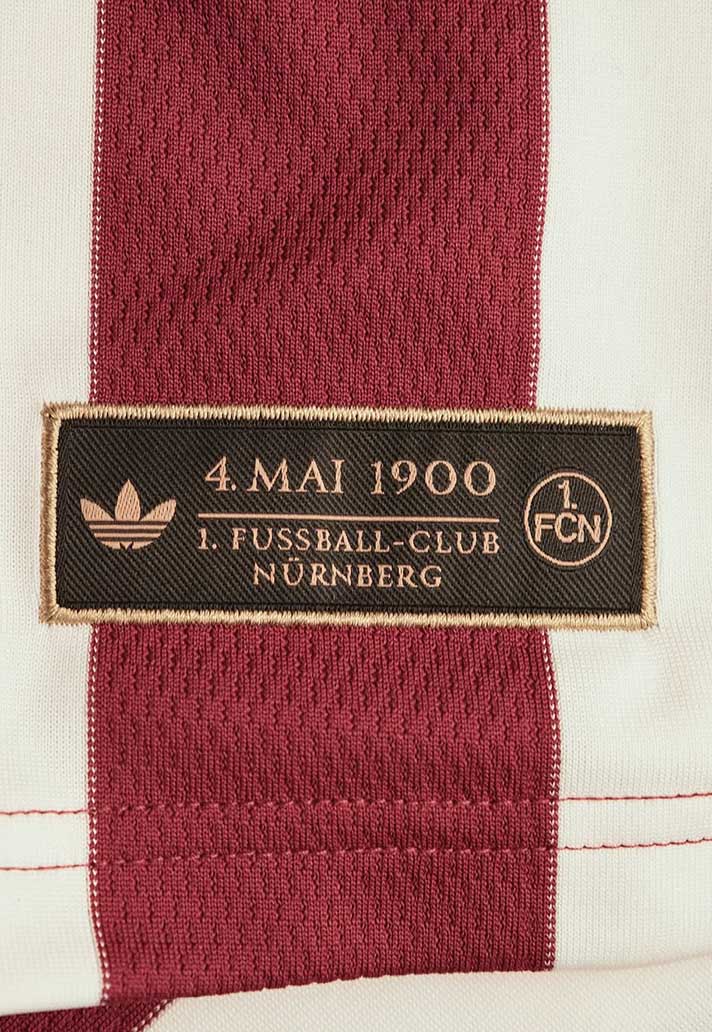 4. MAI 1900
1. FUSSBALL-CLUB
NÜRNBERG
1.
FCN